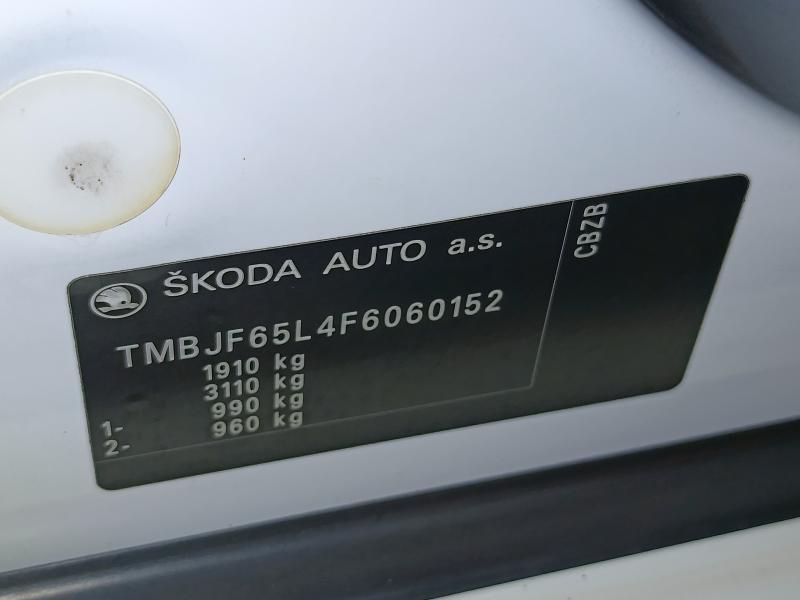 ŠKODA AUTO a.s.
CBZB
TMBJF65L4F6060152
1910 kg
3110 kg
1- 990 kg
2- 960 kg